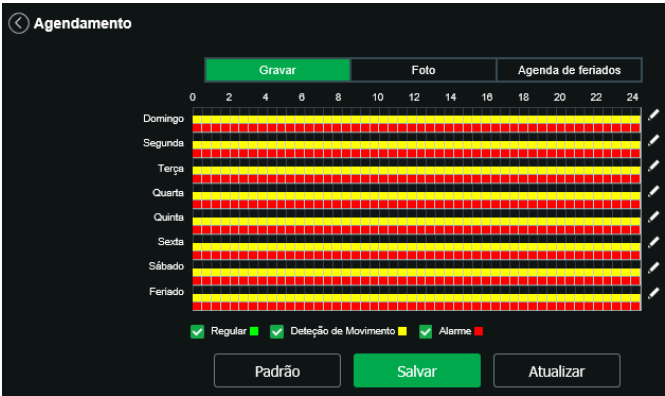 Agendamento
Gravar Foto Agenda de feriados
0 2 4 6 8 10 12 14 16 18 20 22 24
Domingo
Segunda
Terça
Quarta
Quinta
Sexta
Sábado
Feriado
Regular Deteção de Movimento Alarme
Padrão Salvar Atualizar